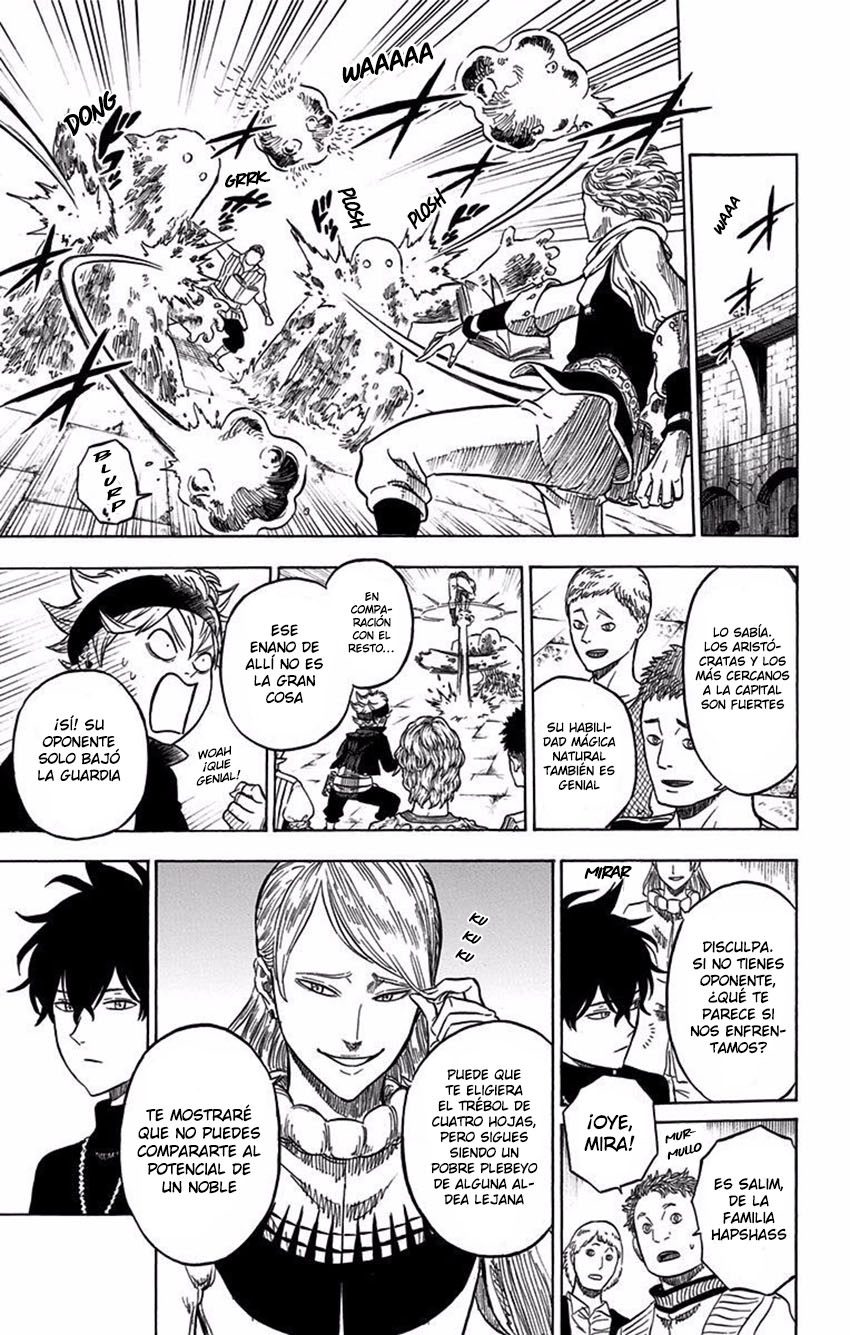 WAAA
WAAAAA
DONG
GRRK
PLOSH
PLOSH
BLURP
LO SABÍA.
LOS ARISTÓ-
CRATAS Y LOS
MÁS CERCANOS
A LA CAPITAL
SON FUERTES
SU HABILI-
DAD MÁGICA
NATURAL
TAMBIÉN ES
GENIAL
EN
COMPA-
RACIÓN
CON EL
RESTO...
ESE
ENANO DE
ALLÍ NO ES
LA GRAN
COSA
WOAH
¡QUE
GENIAL!
¡SÍ! SU
OPONENTE
SOLO BAJÓ
LA GUARDIA
MIRAR
DISCULPA.
SI NO TIENES
OPONENTE,
¿QUÉ TE
PARECE SI
NOS ENFREN-
TAMOS?
¡OYE,
MIRA!
MUR-
MULLO
ES SALIM,
DE LA
FAMILIA
HAPSHASS
KU
KU
KU
PUEDE QUE
TE ELIGIERA
EL TRÉBOL DE
CUATRO HOJAS,
PERO SIGUES
SIENDO UN
POBRE PLEBEYO
DE ALGUNA AL-
DEA LEJANA
TE MOSTRARÉ
QUE NO PUEDES
COMPARARTE AL
POTENCIAL DE
UN NOBLE